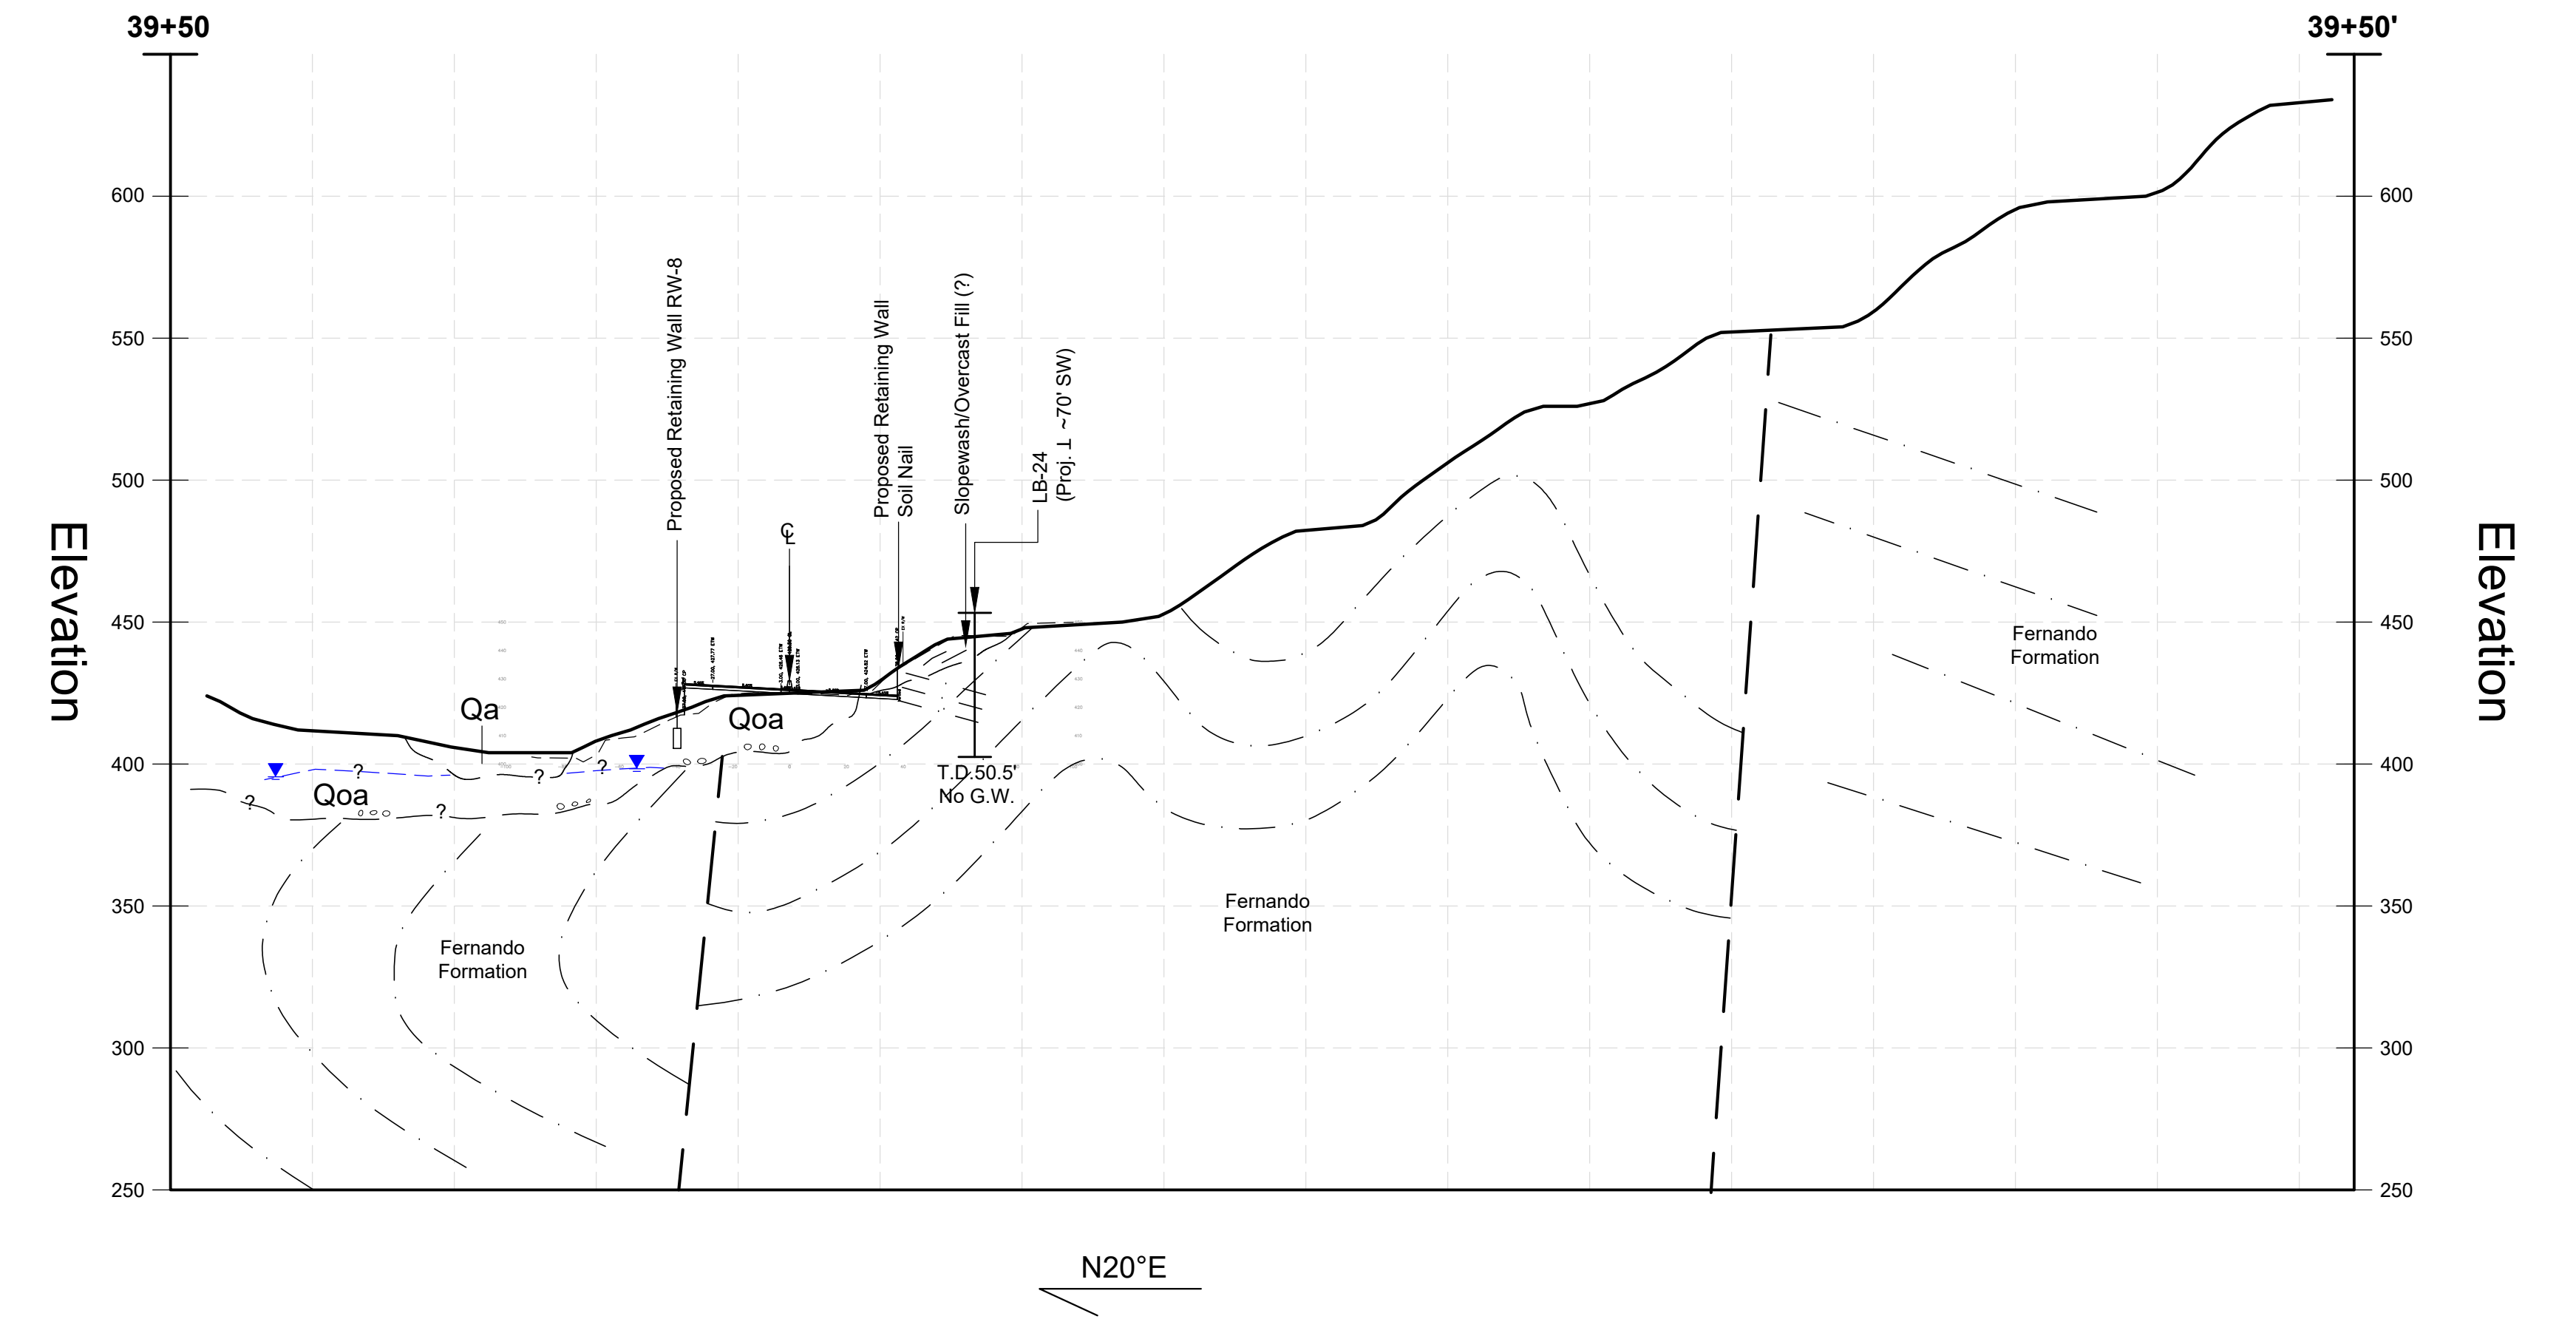 39+50
39+50'
600
600
550
550
500
500
450
450
400
400
350
350
300
300
250
250
Elevation
Elevation
Proposed Retaining Wall RW-8
℄
Proposed Retaining Wall
Soil Nail
Slopewash/Overcast Fill (?)
LB-24
(Proj. ⊥ ~70' SW)
Qa
Qoa
Qoa
?
?
?
?
?
T.D.50.5'
No G.W.
Fernando
Formation
Fernando
Formation
Fernando
Formation
N20°E